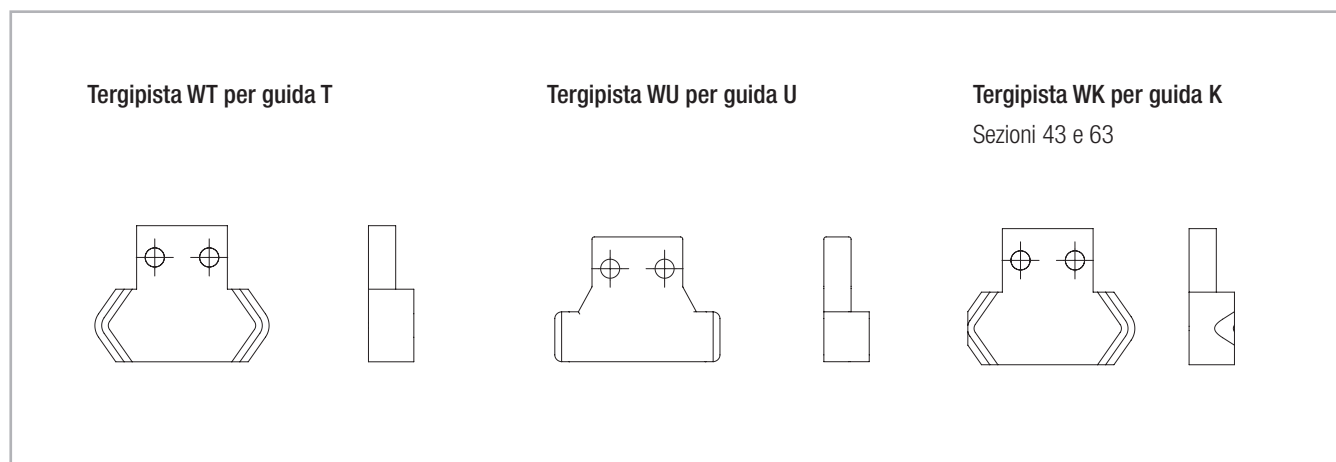 Tergipista WT per guida T
Tergipista WU per guida U
Tergipista WK per guida K
Sezioni 43 e 63